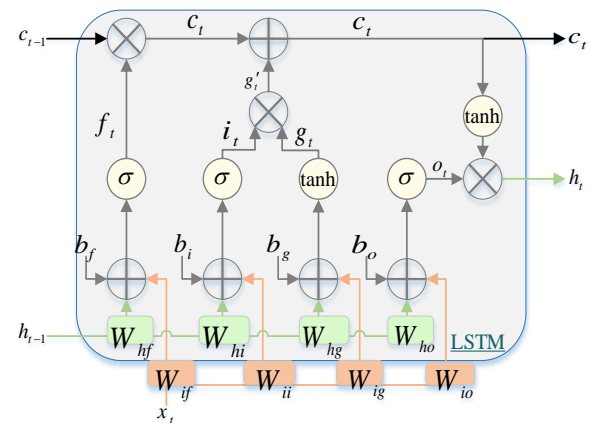 c_{t-1} c_t c_t c_t
g'_t
f_t i_t g_t tanh
σ σ tanh σ o_t h_t
b_f b_i b_g b_o
h_{t-1} W_{hf} W_{hi} W_{hg} W_{ho} LSTM
W_{if} W_{ii} W_{ig} W_{io}
x_t